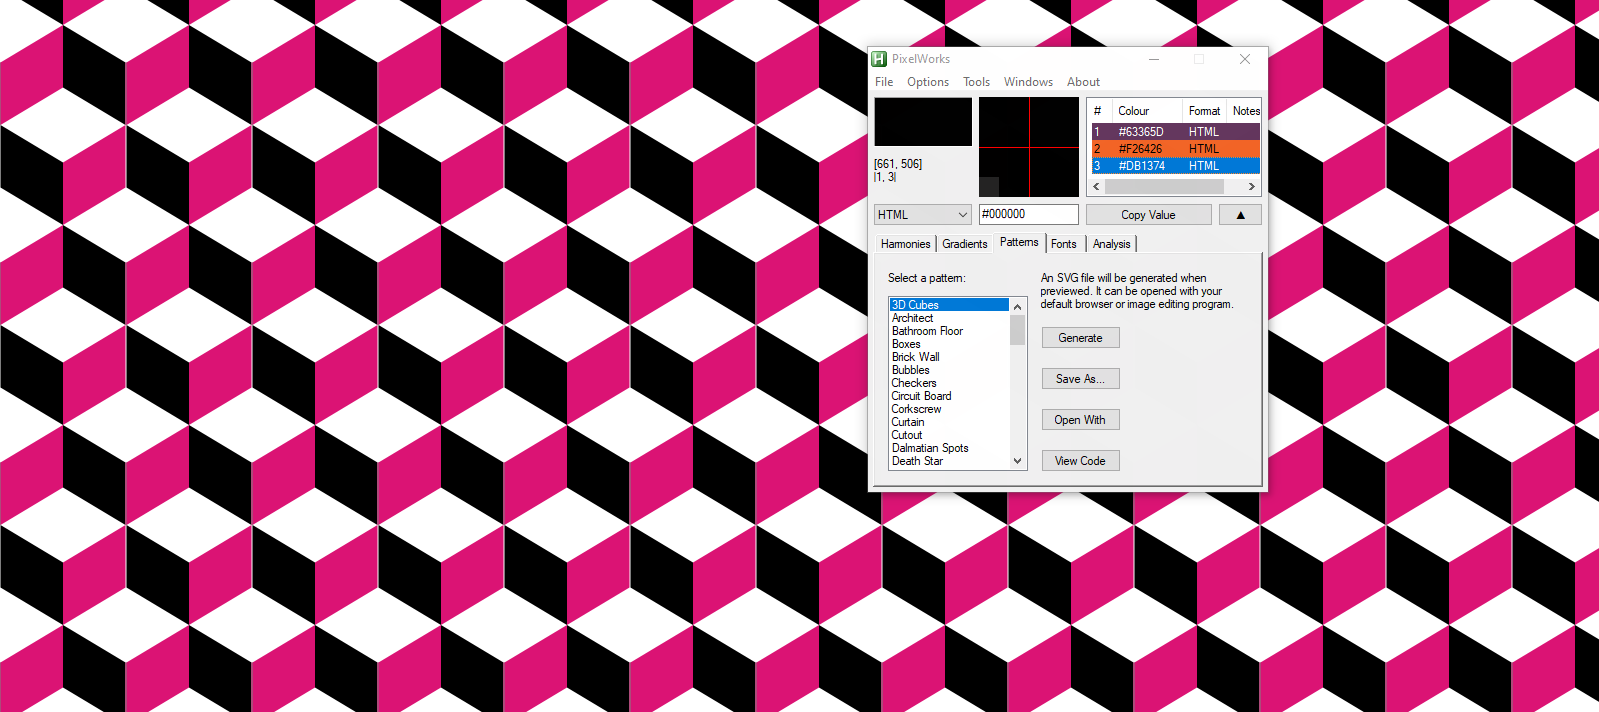 PixelWorks
File Options Tools Windows About
# Colour Format Notes
1 #63365D HTML
2 #F26426 HTML
3 #DB1374 HTML
[661, 506]
|1, 3|
HTML #000000 Copy Value ▲
Harmonies Gradients Patterns Fonts Analysis
Select a pattern:
3D Cubes
Architect
Bathroom Floor
Boxes
Brick Wall
Bubbles
Checkers
Circuit Board
Corkscrew
Curtain
Cutout
Dalmatian Spots
Death Star
An SVG file will be generated when
previewed. It can be opened with your
default browser or image editing program.
Generate
Save As...
Open With
View Code